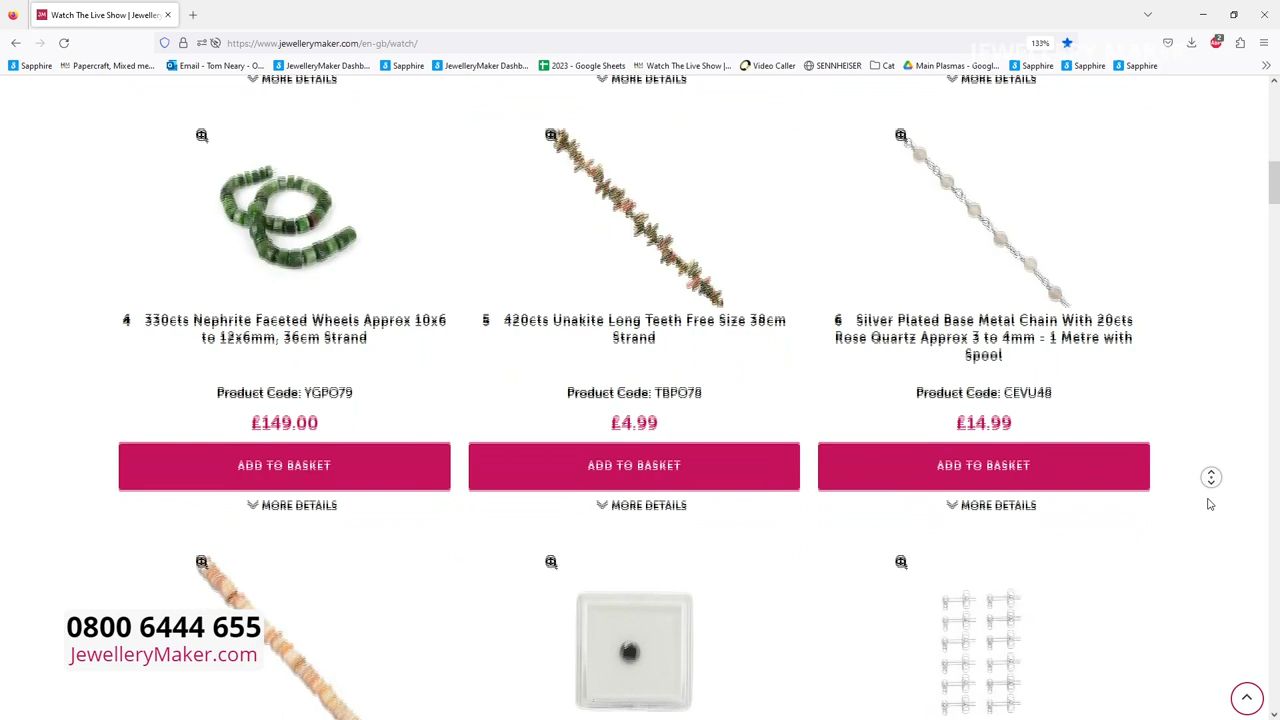 Watch The Live Show | Jeweller
https://www.jewellerymaker.com/en-gb/watch/
133%
2
Sapphire
Papercraft, Mixed me...
Email - Tom Neary - O...
JewelleryMaker Dashb...
Sapphire
JewelleryMaker Dashb...
2023 - Google Sheets
Watch The Live Show |...
Video Caller
SENNHEISER
Cat
Main Plasmas - Googl...
Sapphire
Sapphire
Sapphire
MORE DETAILS
MORE DETAILS
MORE DETAILS
4 330cts Nephrite Faceted Wheels Approx 10x6
to 12x6mm, 36cm Strand
Product Code: YGPO79
£149.00
ADD TO BASKET
MORE DETAILS
5 420cts Unakite Long Teeth Free Size 38cm
Strand
Product Code: TBPO78
£4.99
ADD TO BASKET
MORE DETAILS
6 Silver Plated Base Metal Chain With 20cts
Rose Quartz Approx 3 to 4mm - 1 Metre with
Spool
Product Code: CEVU48
£14.99
ADD TO BASKET
MORE DETAILS
0800 6444 655
JewelleryMaker.com